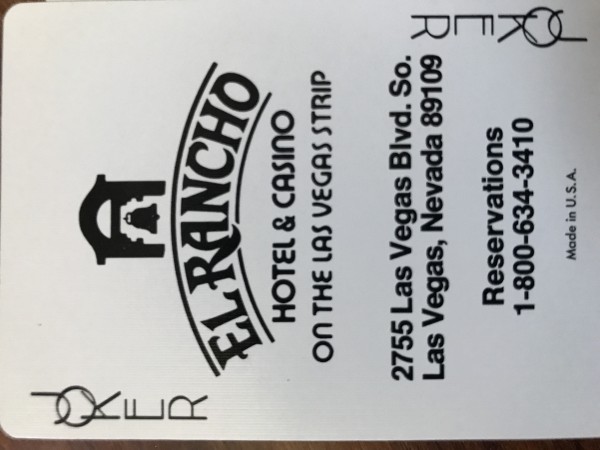 JOKER
EL RANCHO
HOTEL & CASINO
ON THE LAS VEGAS STRIP
2755 Las Vegas Blvd. So.
Las Vegas, Nevada 89109
Reservations
1-800-634-3410
Made in U.S.A.
JOKER